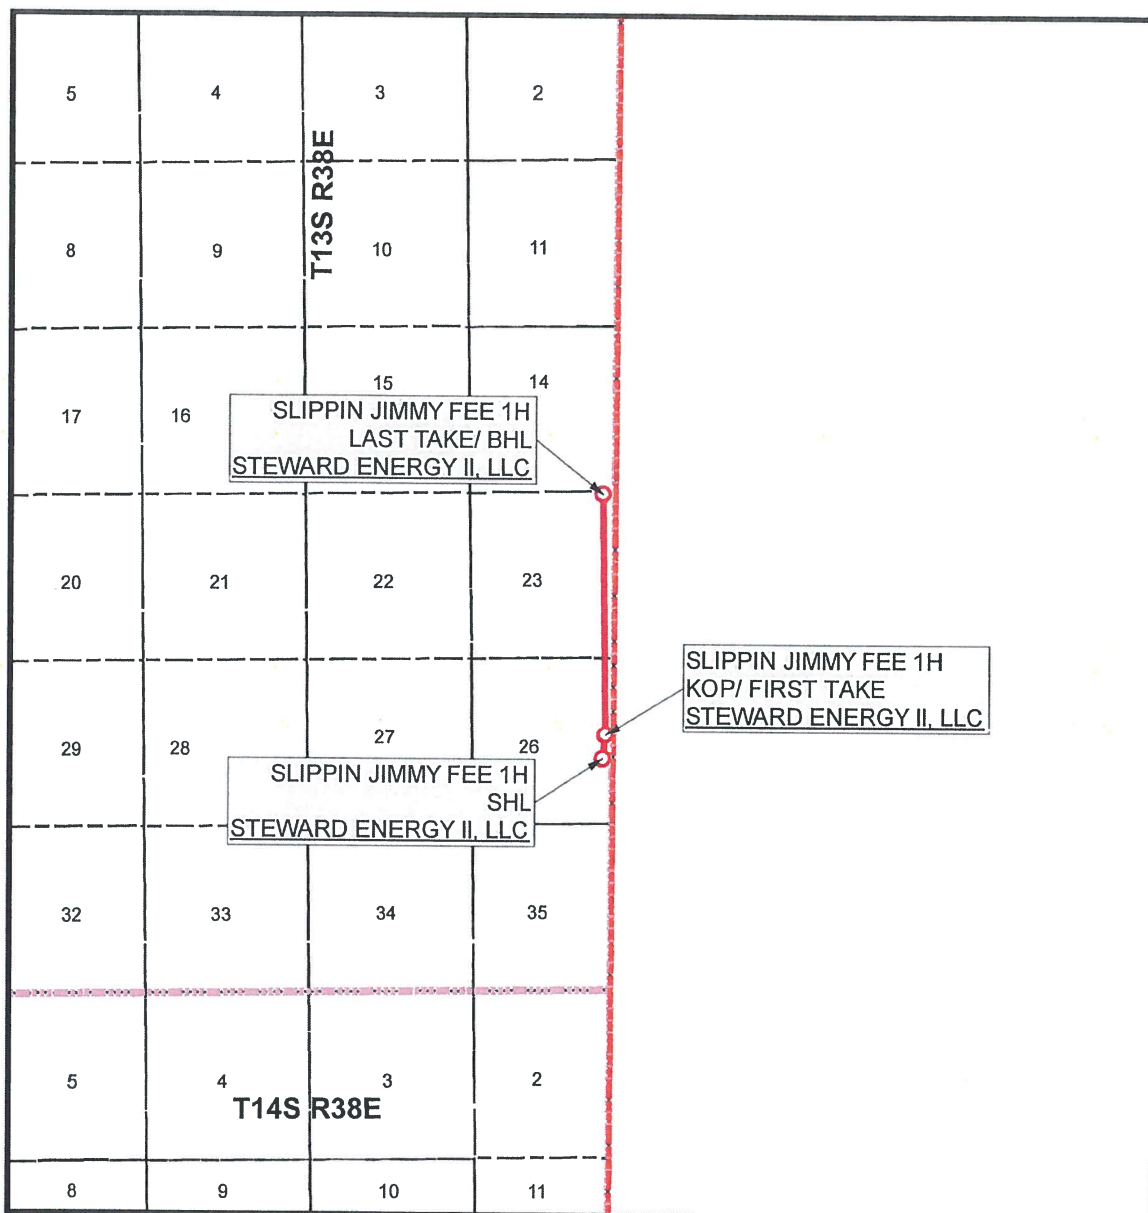 5 4 3 2
T13S R38E
8 9 10 11
17 16 15 14
SLIPPIN JIMMY FEE 1H
LAST TAKE/ BHL
STEWARD ENERGY II, LLC
20 21 22 23
SLIPPIN JIMMY FEE 1H
KOP/ FIRST TAKE
STEWARD ENERGY II, LLC
29 28 27 26
SLIPPIN JIMMY FEE 1H
SHL
STEWARD ENERGY II, LLC
32 33 34 35
5 4 3 2
T14S R38E
8 9 10 11